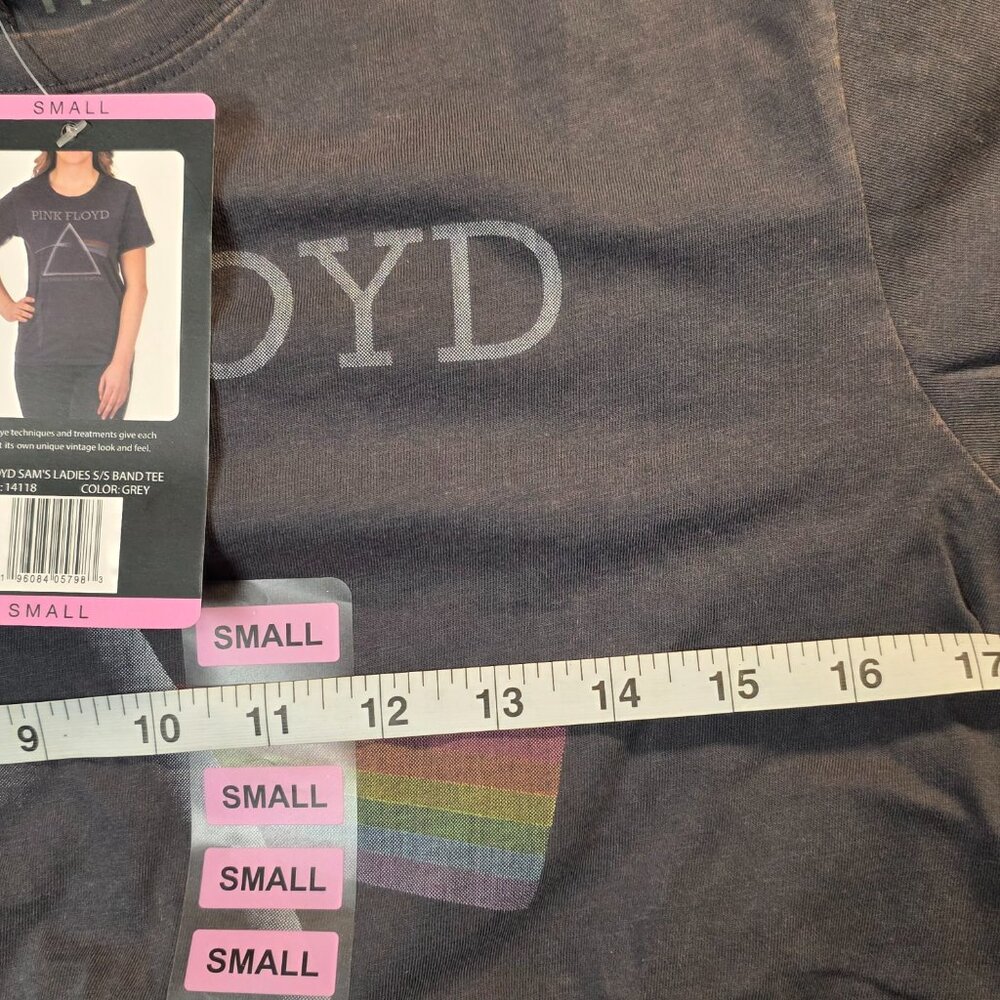 SMALL
PINK FLOYD
OYD
ye techniques and treatments give each
t its own unique vintage look and feel.
OYD SAM'S LADIES S/S BAND TEE
: 14118 COLOR: GREY
1 96084 05798 3
SMALL
SMALL
9 10 11 12 13 14 15 16 17
SMALL
SMALL
SMALL